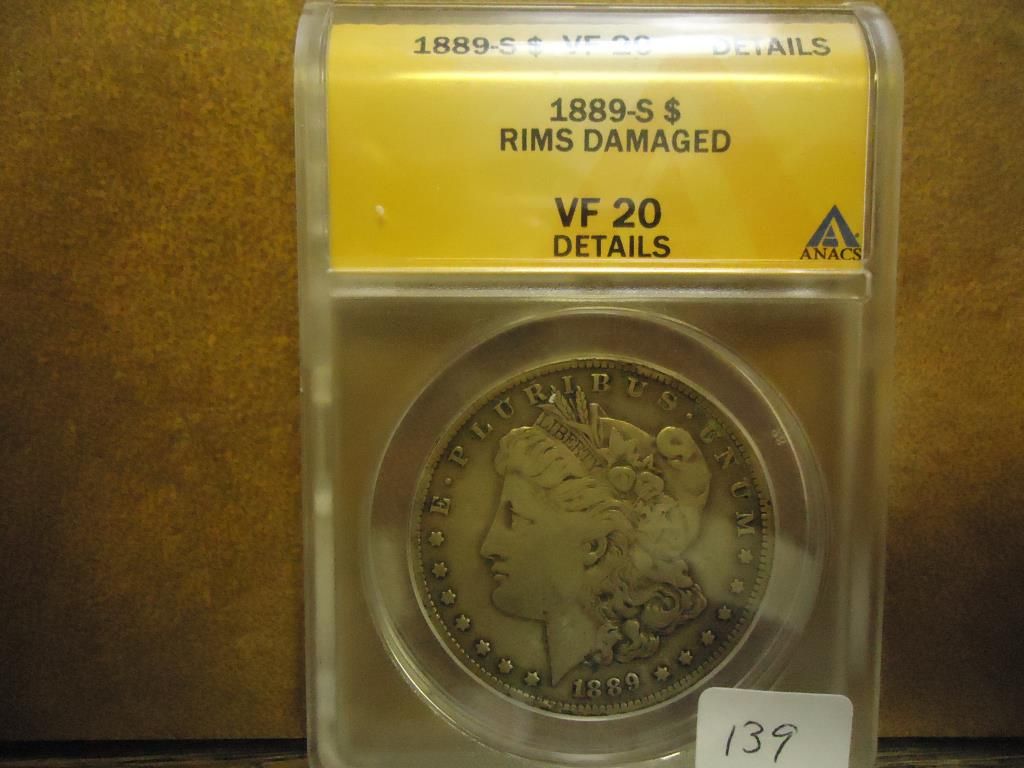 1889-S $ VF 20 DETAILS
1889-S $
RIMS DAMAGED
VF 20
DETAILS
ANACS
E · PLURIBUS · UNUM
LIBERTY
1889
139